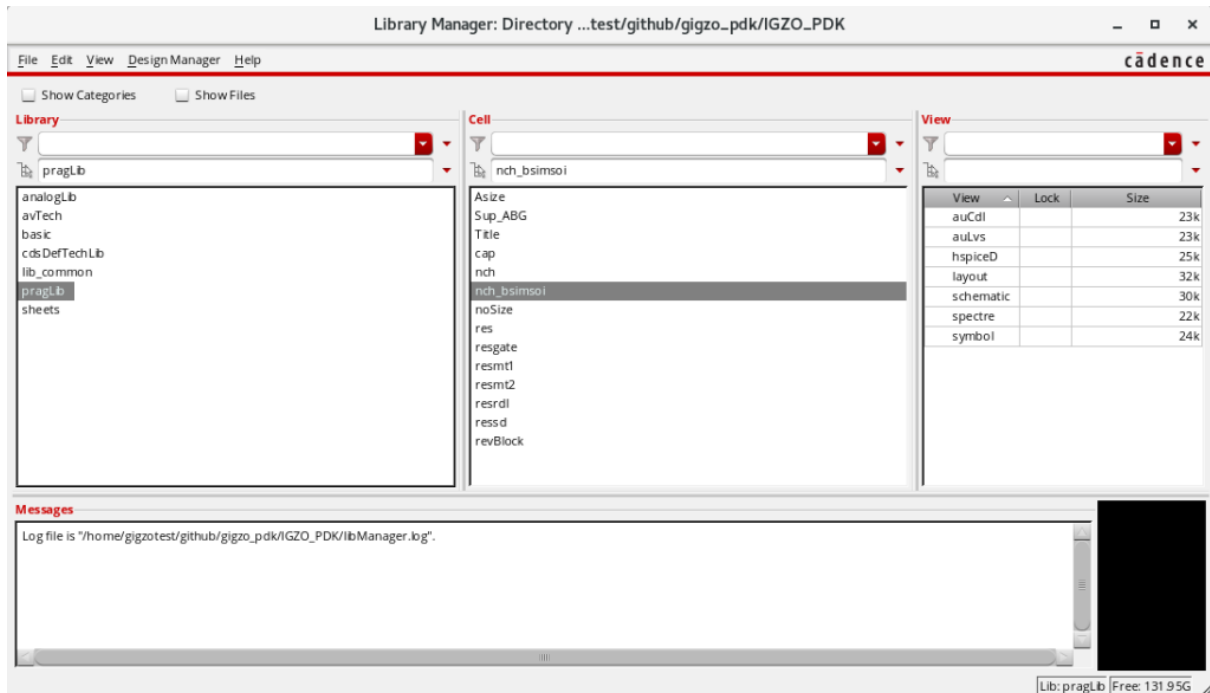 Library Manager: Directory ...test/github/gigzo_pdk/IGZO_PDK
File Edit View Design Manager Help
cādence
Show Categories Show Files
Library
pragLib
analogLib
avTech
basic
cdsDefTechLib
lib_common
pragLib
sheets
Cell
nch_bsimsoi
Asize
Sup_ABG
Title
cap
nch
nch_bsimsoi
noSize
res
resgate
resmt1
resmt2
resrdl
ressd
revBlock
View
View Lock Size
auCdl 23k
auLvs 23k
hspiceD 25k
layout 32k
schematic 30k
spectre 22k
symbol 24k
Messages
Log file is "/home/gigzotest/github/gigzo_pdk/IGZO_PDK/libManager.log".
Lib: pragLib Free: 131.95G